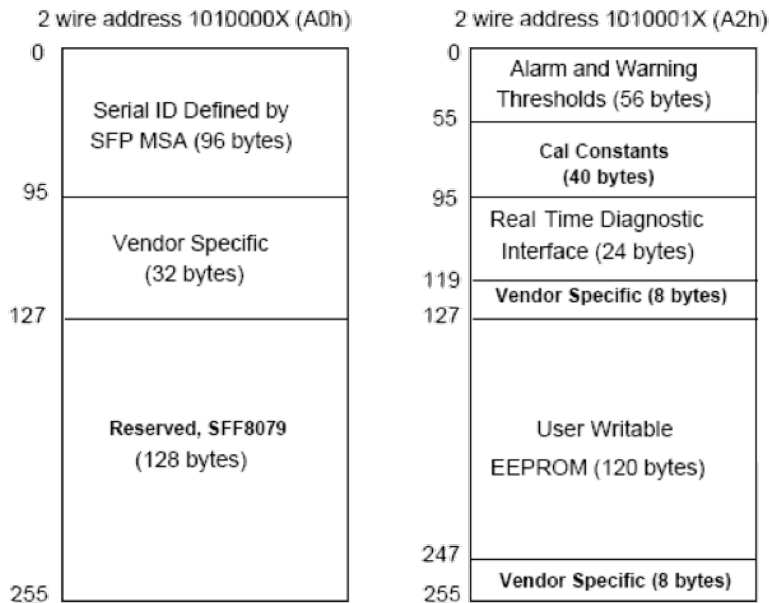 2 wire address 1010000X (A0h)
0
Serial ID Defined by
SFP MSA (96 bytes)
95
Vendor Specific
(32 bytes)
127
Reserved, SFF8079
(128 bytes)
255
2 wire address 1010001X (A2h)
0
Alarm and Warning
Thresholds (56 bytes)
55
Cal Constants
(40 bytes)
95
Real Time Diagnostic
Interface (24 bytes)
119
Vendor Specific (8 bytes)
127
User Writable
EEPROM (120 bytes)
247
Vendor Specific (8 bytes)
255